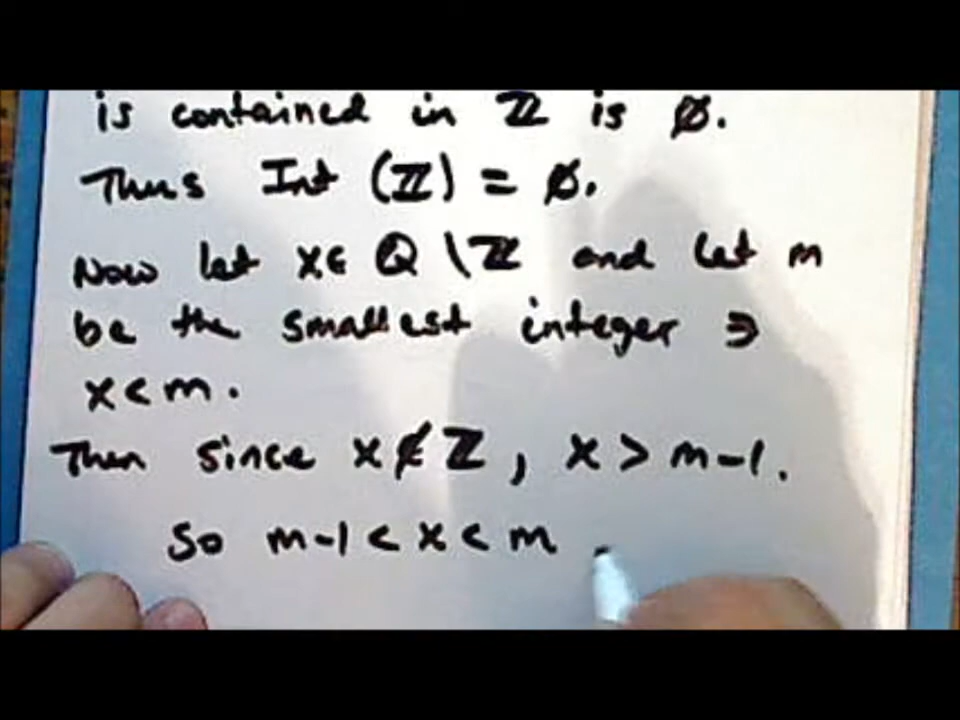 is contained in ℤ is ∅.
Thus Int (ℤ) = ∅.
Now let x ∈ ℚ \ ℤ and let m
be the smallest integer ∋
x < m.
Then since x ∉ ℤ, x > m-1.
So m-1 < x < m